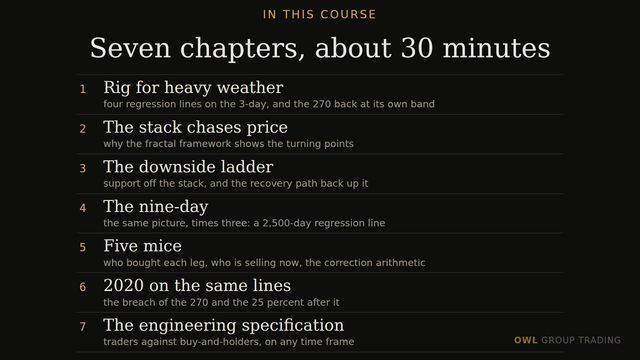 IN THIS COURSE
Seven chapters, about 30 minutes
1 Rig for heavy weather
four regression lines on the 3-day, and the 270 back at its own band
2 The stack chases price
why the fractal framework shows the turning points
3 The downside ladder
support off the stack, and the recovery path back up it
4 The nine-day
the same picture, times three: a 2,500-day regression line
5 Five mice
who bought each leg, who is selling now, the correction arithmetic
6 2020 on the same lines
the breach of the 270 and the 25 percent after it
7 The engineering specification
traders against buy-and-holders, on any time frame
OWL GROUP TRADING